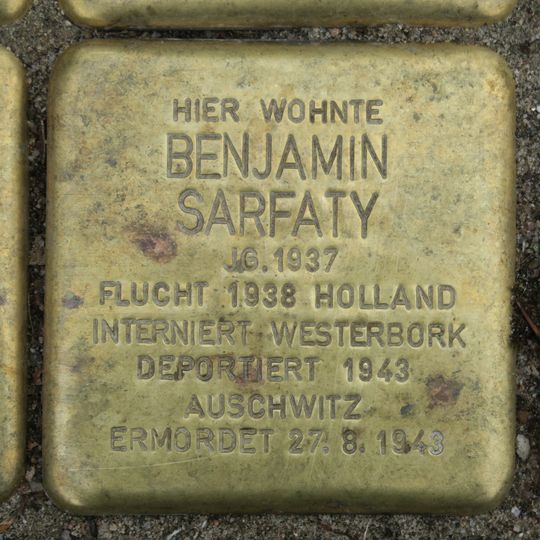 HIER WOHNTE
BENJAMIN
SARFATY
JG. 1937
FLUCHT 1938 HOLLAND
INTERNIERT WESTERBORK
DEPORTIERT 1943
AUSCHWITZ
ERMORDET 27. 8. 1943